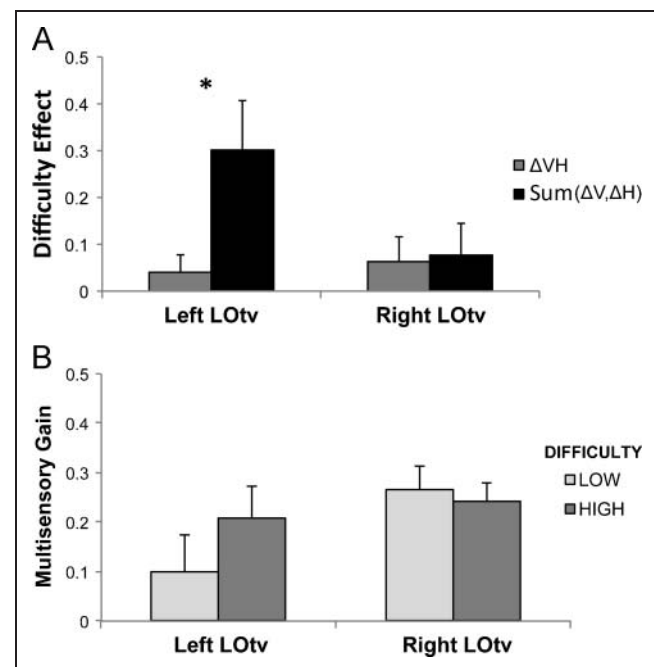 A
Difficulty Effect
0.5
0.4
0.3
0.2
0.1
0
*
ΔVH
Sum(ΔV,ΔH)
Left LOtv Right LOtv
B
Multisensory Gain
0.5
0.4
0.3
0.2
0.1
0
DIFFICULTY
LOW
HIGH
Left LOtv Right LOtv